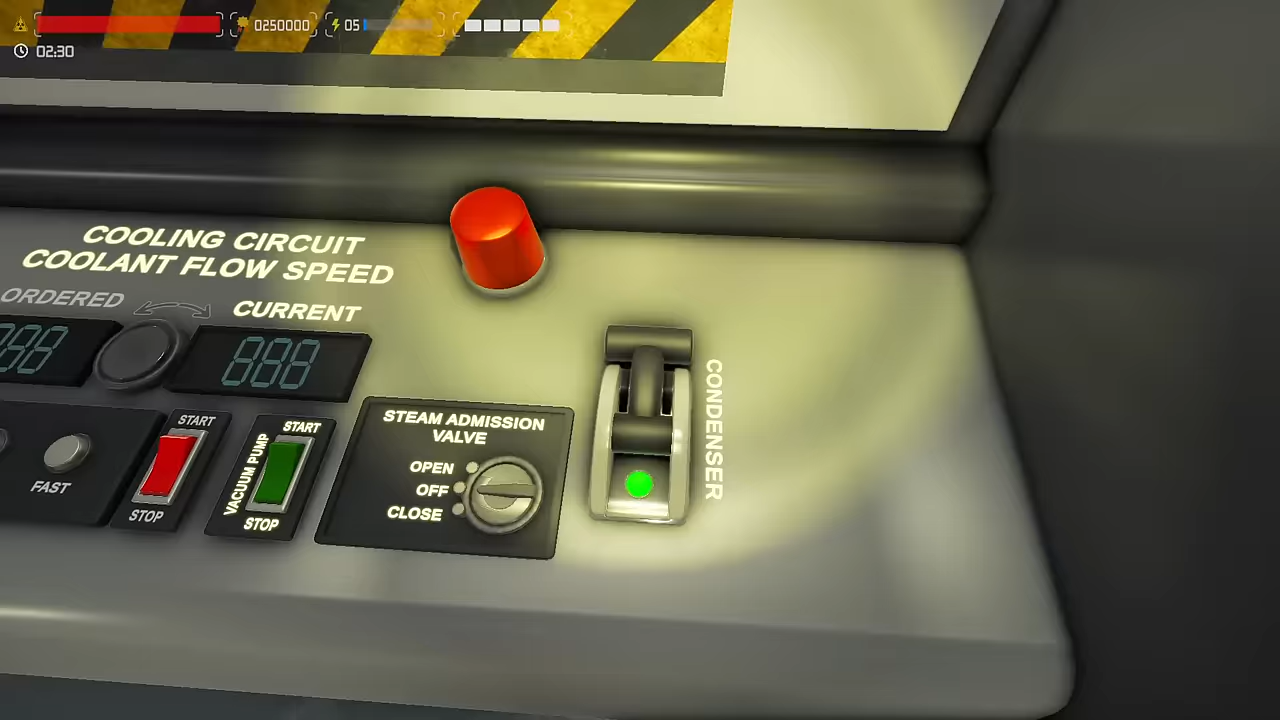 0250000
05
02:30
COOLING CIRCUIT
COOLANT FLOW SPEED
ORDERED
CURRENT
88
888
START
STOP
FAST
START
VACUUM PUMP
STOP
STEAM ADMISSION
VALVE
OPEN
OFF
CLOSE
CONDENSER